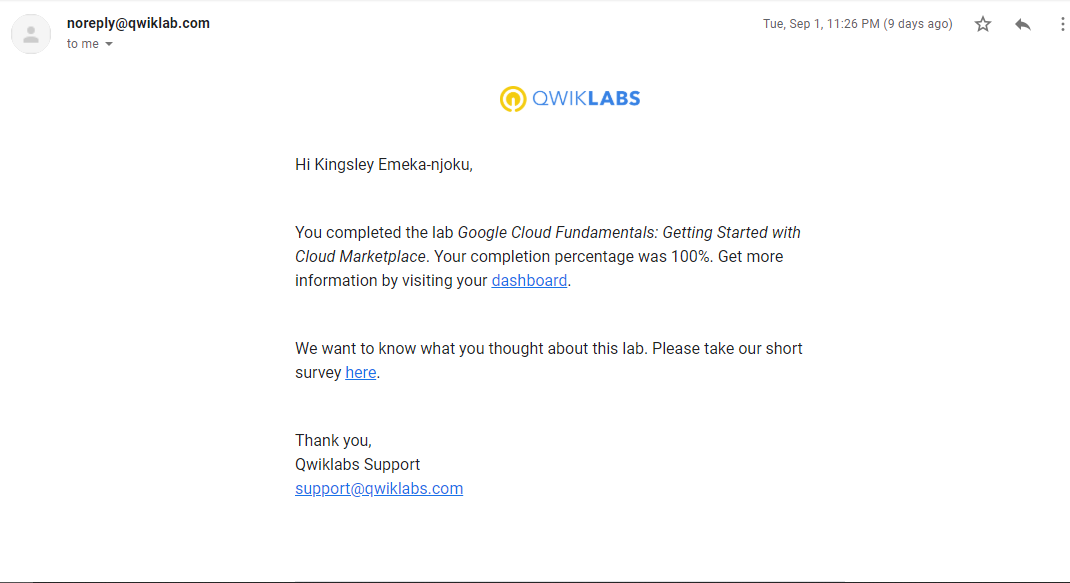 noreply@qwiklab.com
Tue, Sep 1, 11:26 PM (9 days ago)
to me
QWIKLABS
Hi Kingsley Emeka-njoku,
You completed the lab Google Cloud Fundamentals: Getting Started with
Cloud Marketplace. Your completion percentage was 100%. Get more
information by visiting your dashboard.
We want to know what you thought about this lab. Please take our short
survey here.
Thank you,
Qwiklabs Support
support@qwiklabs.com